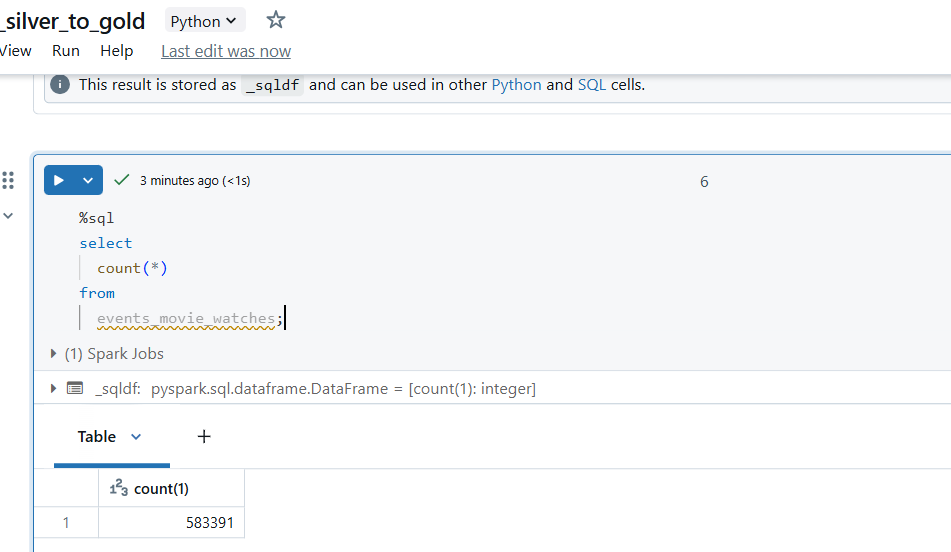 _silver_to_gold Python
View Run Help Last edit was now
This result is stored as _sqldf and can be used in other Python and SQL cells.
3 minutes ago (<1s) 6
%sql
select
count(*)
from
events_movie_watches;
(1) Spark Jobs
_sqldf: pyspark.sql.dataframe.DataFrame = [count(1): integer]
Table +
1²3 count(1)
1 583391